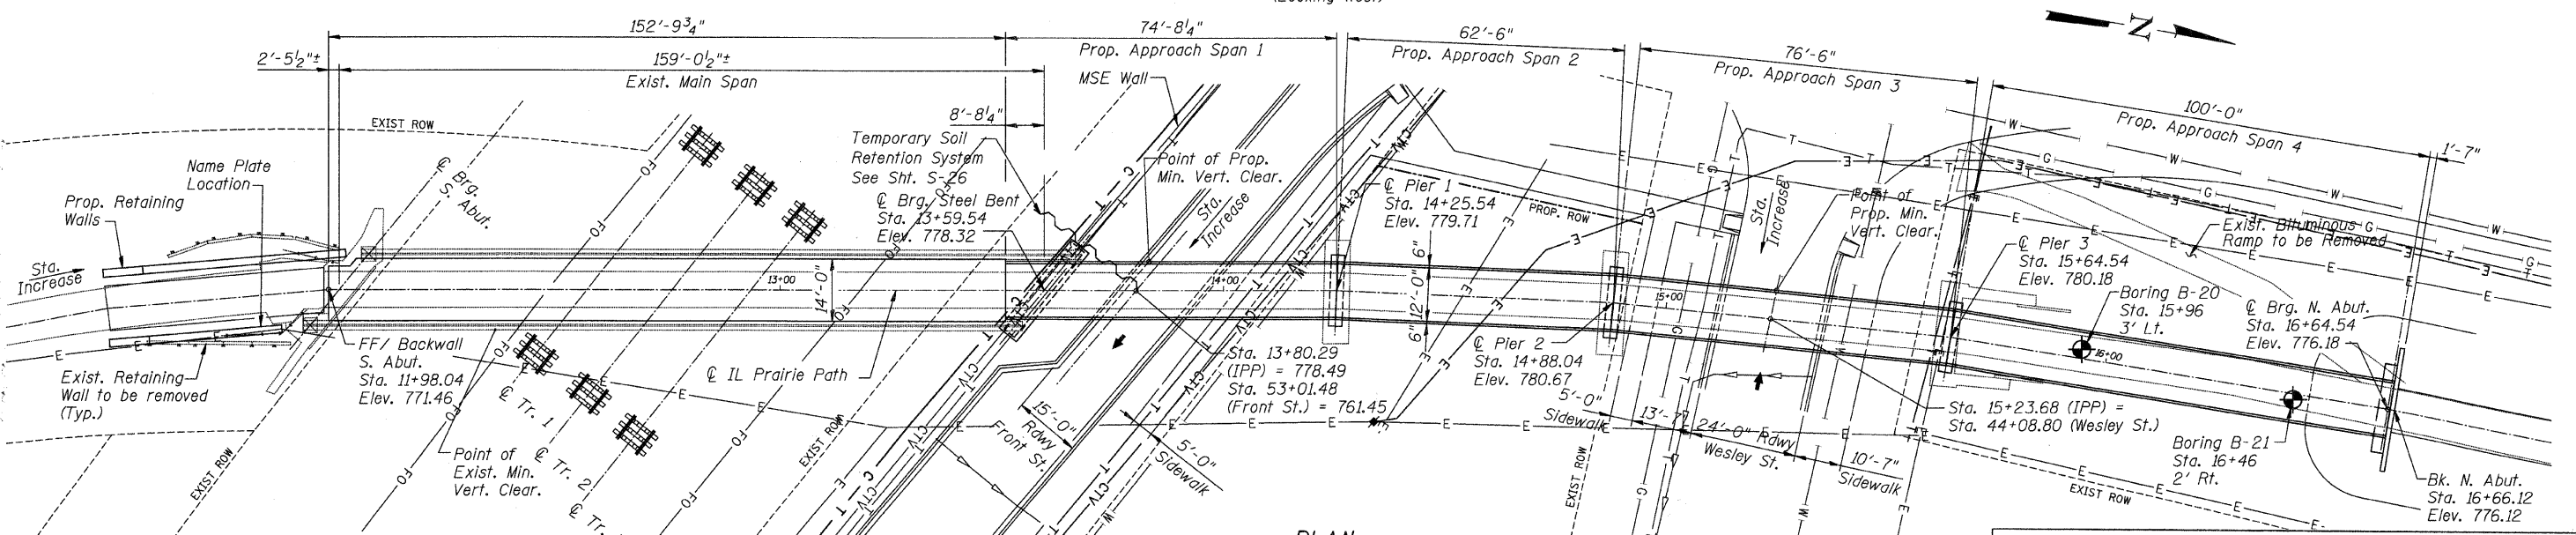 152'-9¾"
74'-8¼"
62'-6"
76'-6"
100'-0"
1'-7"
Z
2'-5½"±
159'-0½"±
Exist. Main Span
Prop. Approach Span 1
Prop. Approach Span 2
Prop. Approach Span 3
Prop. Approach Span 4
MSE Wall
8'-8¼"
EXIST ROW
Name Plate
Location
Prop. Retaining
Walls
℄ Brg.
S. Abut.
Temporary Soil
Retention System
See Sht. S-26
℄ Brg. Steel Bent
Sta. 13+59.54
Elev. 778.32
Point of Prop.
Min. Vert. Clear.
Sta.
Increase
℄ Pier 1
Sta. 14+25.54
Elev. 779.71
PROP. ROW
Sta.
Increase
Point of
Prop. Min.
Vert. Clear.
℄ Pier 3
Sta. 15+64.54
Elev. 780.18
Exist. Bituminous
Ramp to be Removed
Boring B-20
Sta. 15+96
3' Lt.
℄ Brg. N. Abut.
Sta. 16+64.54
Elev. 776.18
Sta.
Increase
13+00
14'-0"
14+00
6"
12'-0"
6"
15+00
16+00
FF/ Backwall
S. Abut.
Sta. 11+98.04
Elev. 771.46
Exist. Retaining
Wall to be removed
(Typ.)
℄ IL Prairie Path
℄ Tr. 1
℄ Tr. 2
℄ Tr.
Point of
Exist. Min.
Vert. Clear.
EXIST ROW
EXIST ROW
Sta. 13+80.29
(IPP) = 778.49
Sta. 53+01.48
(Front St.) = 761.45
15'-0"
Rdwy
Front St.
5'-0"
Sidewalk
℄ Pier 2
Sta. 14+88.04
Elev. 780.67
5'-0"
Sidewalk
13'-7"
24'-0" Rdwy
Wesley St.
10'-7"
Sidewalk
EXIST ROW
Sta. 15+23.68 (IPP) =
Sta. 44+08.80 (Wesley St.)
Boring B-21
Sta. 16+46
2' Rt.
EXIST ROW
Bk. N. Abut.
Sta. 16+66.12
Elev. 776.12